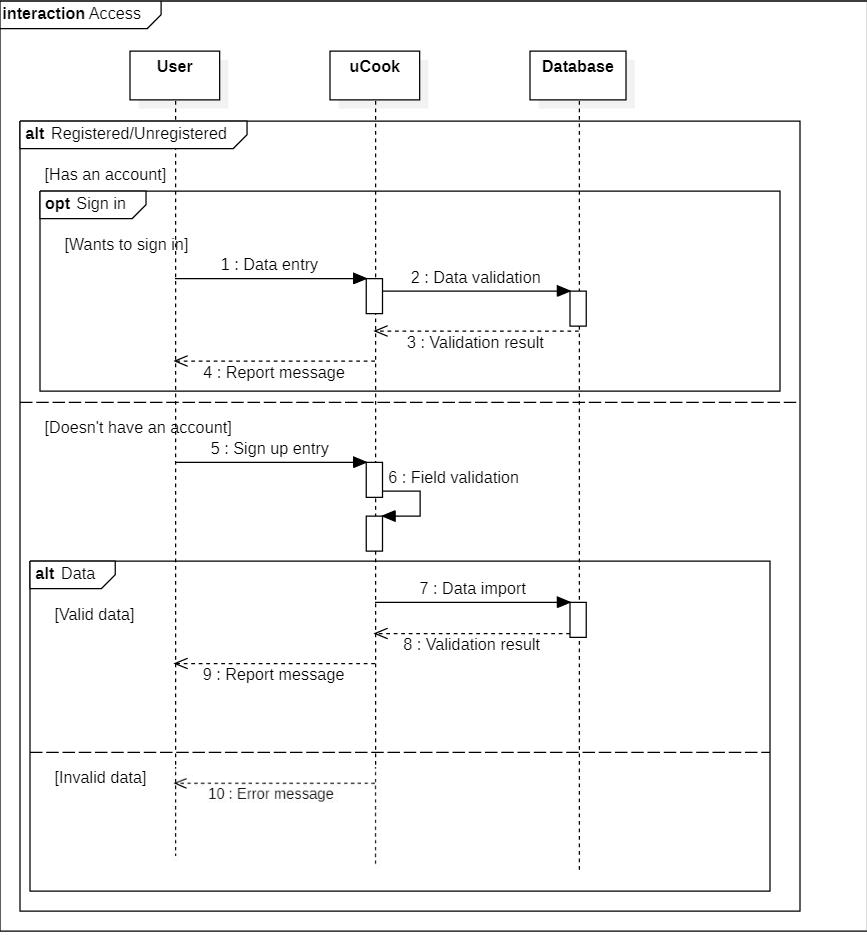 interaction Access
User
uCook
Database
alt Registered/Unregistered
[Has an account]
opt Sign in
[Wants to sign in]
1 : Data entry
2 : Data validation
3 : Validation result
4 : Report message
[Doesn't have an account]
5 : Sign up entry
6 : Field validation
alt Data
7 : Data import
[Valid data]
8 : Validation result
9 : Report message
[Invalid data]
10 : Error message